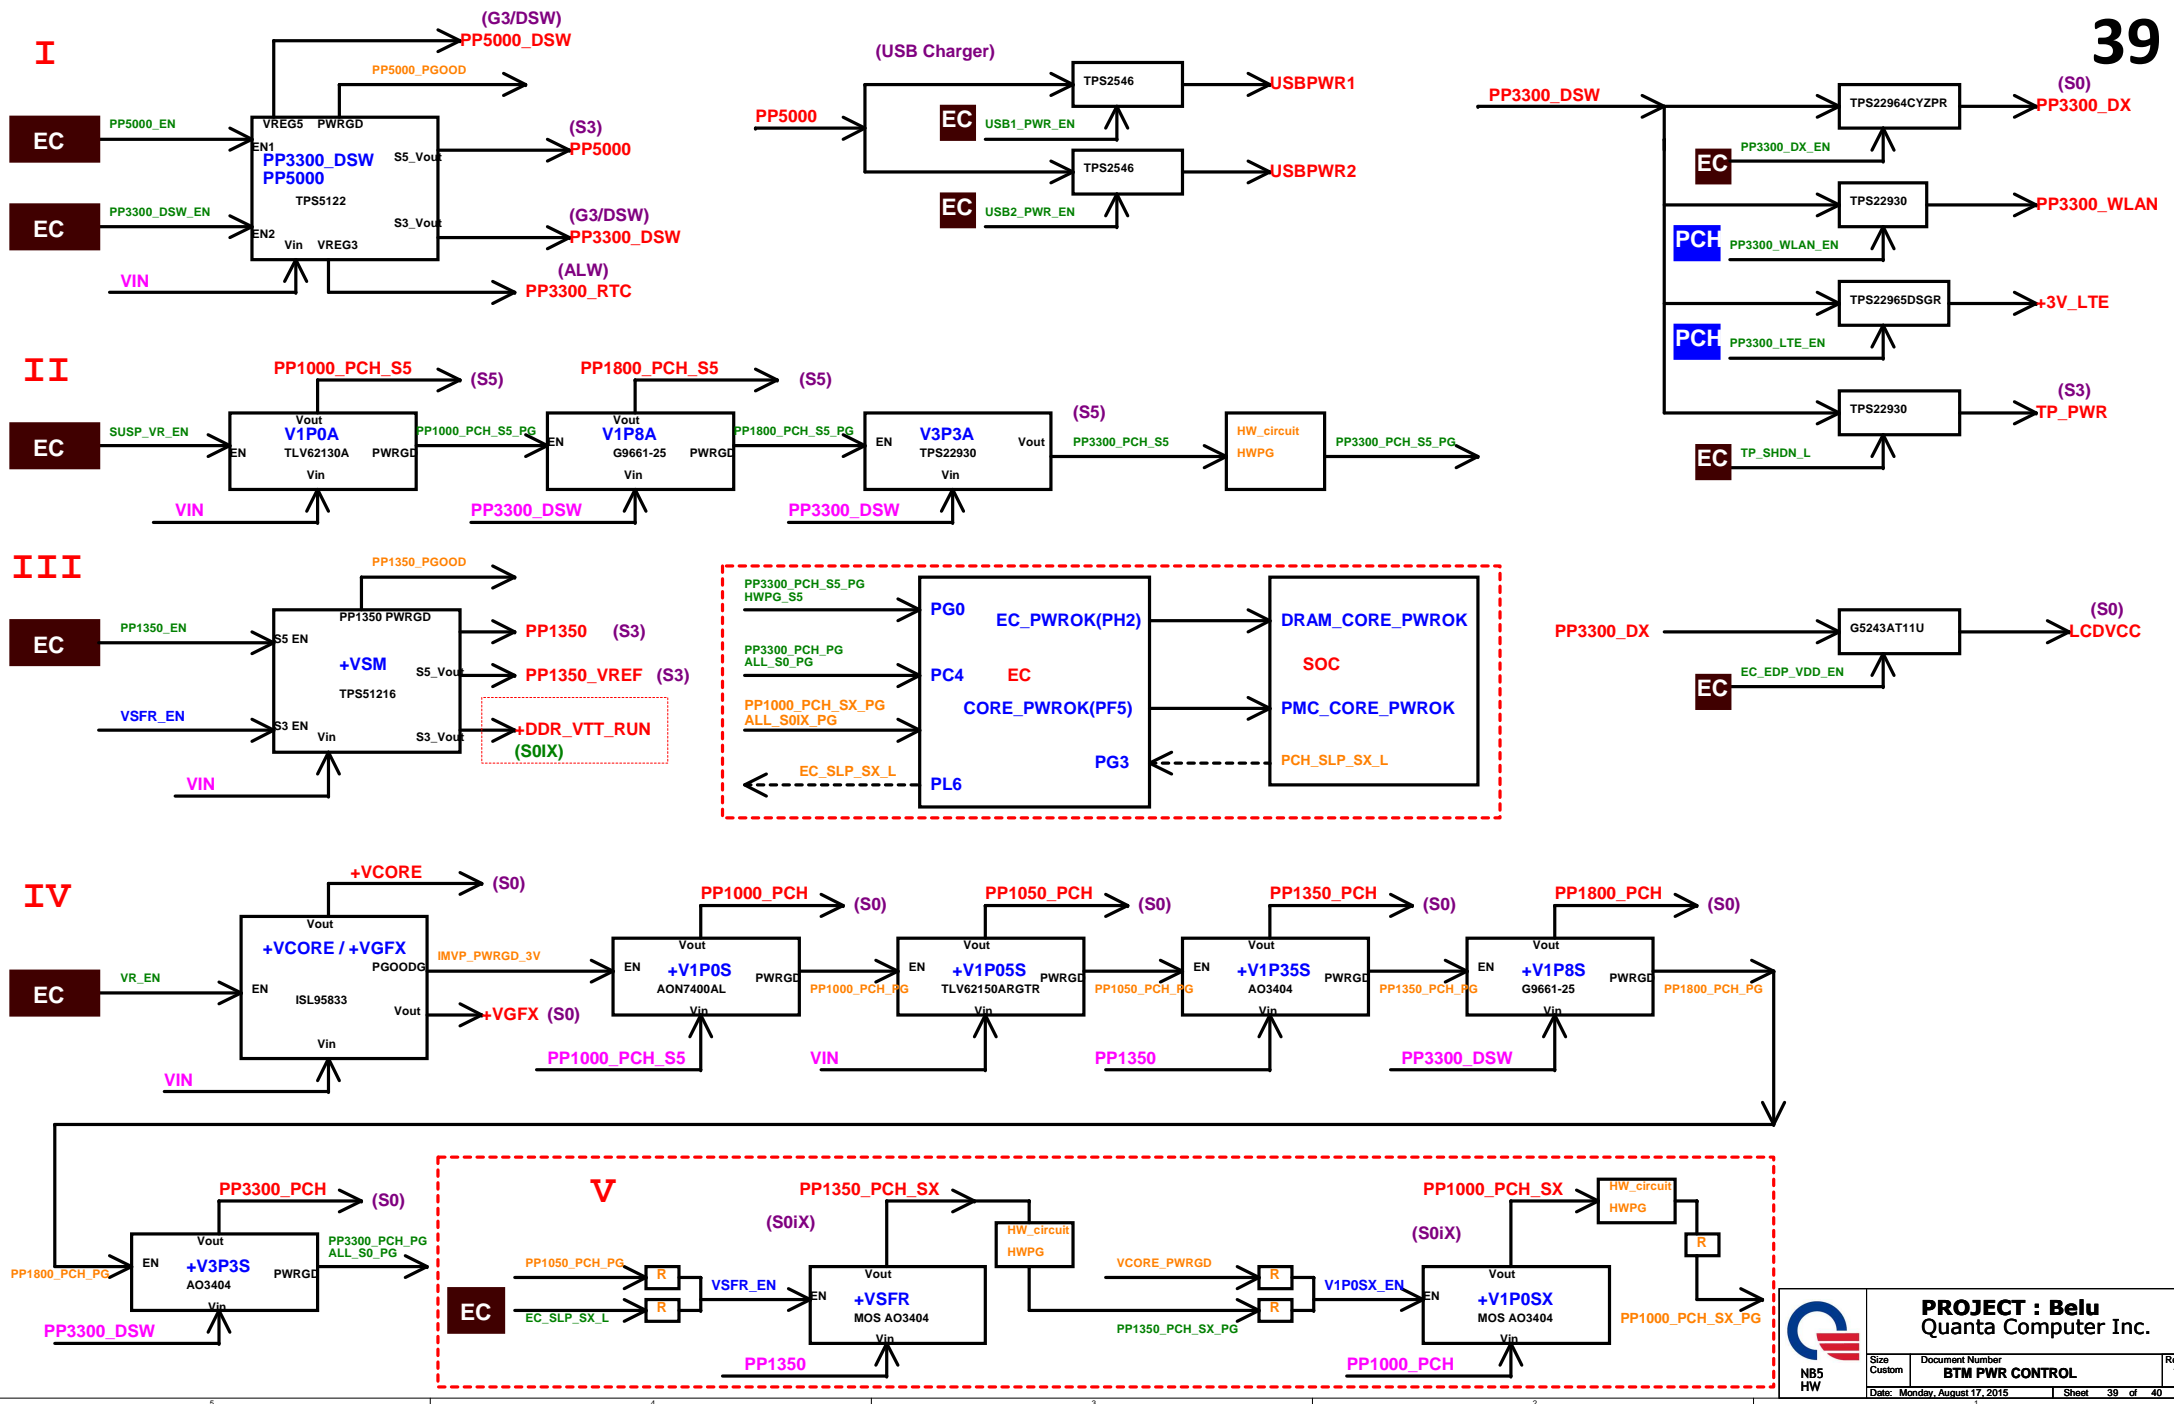 39
I
(G3/DSW)
PP5000_DSW
PP5000_PGOOD
EC
PP5000_EN
VREG5 PWRGD
EN1
PP3300_DSW
PP5000
TPS5122
S5_Vout
(S3)
PP5000
EC
PP3300_DSW_EN
EN2
S3_Vout
(G3/DSW)
PP3300_DSW
Vin VREG3
VIN
(ALW)
PP3300_RTC
(USB Charger)
PP5000
TPS2546
USBPWR1
EC
USB1_PWR_EN
TPS2546
USBPWR2
EC
USB2_PWR_EN
PP3300_DSW
TPS22964CYZPR
(S0)
PP3300_DX
EC
PP3300_DX_EN
TPS22930
PP3300_WLAN
PCH
PP3300_WLAN_EN
TPS22965DSGR
+3V_LTE
PCH
PP3300_LTE_EN
TPS22930
(S3)
TP_PWR
EC
TP_SHDN_L
II
PP1000_PCH_S5
(S5)
EC
SUSP_VR_EN
Vout
V1P0A
TLV62130A
EN
PWRGD
Vin
VIN
PP1000_PCH_S5_PG
PP1800_PCH_S5
(S5)
Vout
EN
V1P8A
G9661-25
PWRGD
Vin
PP3300_DSW
PP1800_PCH_S5_PG
EN
V3P3A
TPS22930
Vout
Vin
PP3300_DSW
(S5)
PP3300_PCH_S5
HW_circuit
HWPG
PP3300_PCH_S5_PG
III
PP1350_PGOOD
EC
PP1350_EN
PP1350 PWRGD
S5 EN
+VSM
TPS51216
PP1350 (S3)
S5_Vout
PP1350_VREF (S3)
VSFR_EN
S3 EN
Vin
S3_Vout
+DDR_VTT_RUN
(S0IX)
VIN
PP3300_PCH_S5_PG
HWPG_S5
PG0
EC_PWROK(PH2)
DRAM_CORE_PWROK
PP3300_PCH_PG
ALL_S0_PG
PC4
EC
SOC
PP1000_PCH_SX_PG
ALL_S0IX_PG
CORE_PWROK(PF5)
PMC_CORE_PWROK
PG3
PCH_SLP_SX_L
EC_SLP_SX_L
PL6
PP3300_DX
G5243AT11U
(S0)
LCDVCC
EC
EC_EDP_VDD_EN
IV
+VCORE
(S0)
EC
VR_EN
Vout
+VCORE / +VGFX
PGOODG
EN
ISL95833
Vout
Vin
VIN
IMVP_PWRGD_3V
+VGFX (S0)
PP1000_PCH
(S0)
Vout
EN
+V1P0S
AON7400AL
PWRGD
Vin
PP1000_PCH_S5
PP1000_PCH_PG
PP1050_PCH
(S0)
Vout
EN
+V1P05S
TLV62150ARGTR
PWRGD
Vin
VIN
PP1050_PCH_PG
PP1350_PCH
(S0)
Vout
EN
+V1P35S
AO3404
PWRGD
Vin
PP1350
PP1350_PCH_PG
PP1800_PCH
(S0)
Vout
EN
+V1P8S
G9661-25
PWRGD
Vin
PP3300_DSW
PP1800_PCH_PG
PP3300_PCH
(S0)
Vout
EN
+V3P3S
AO3404
PWRGD
Vin
PP1800_PCH_PG
PP3300_DSW
PP3300_PCH_PG
ALL_S0_PG
V
PP1350_PCH_SX
(S0iX)
HW_circuit
HWPG
EC
PP1050_PCH_PG
R
EC_SLP_SX_L
R
VSFR_EN
Vout
EN
+VSFR
MOS AO3404
Vin
PP1350
PP1000_PCH_SX
(S0iX)
HW_circuit
HWPG
R
VCORE_PWRGD
R
PP1350_PCH_SX_PG
R
V1P0SX_EN
Vout
EN
+V1P0SX
MOS AO3404
Vin
PP1000_PCH
PP1000_PCH_SX_PG
NB5
HW
PROJECT : Belu
Quanta Computer Inc.
Size
Custom
Document Number
BTM PWR CONTROL
Date: Monday, August 17, 2015
Sheet 39 of 40
5 4 3 2 1